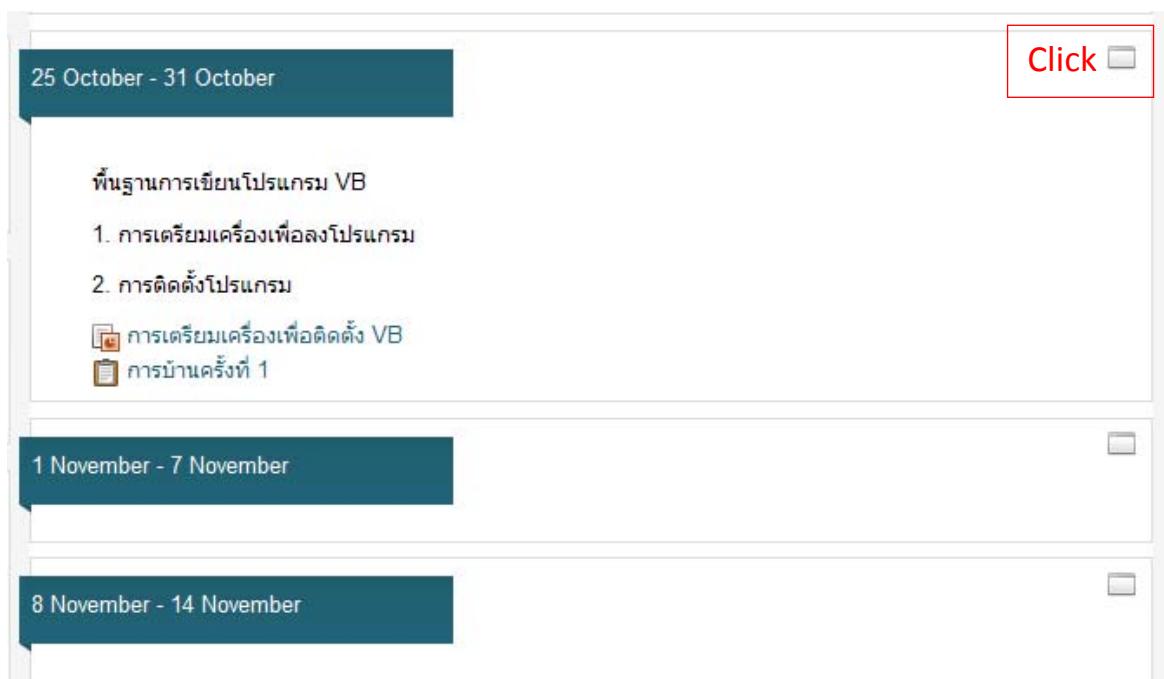 Click
25 October - 31 October
พื้นฐานการเขียนโปรแกรม VB
1. การเตรียมเครื่องเพื่อลงโปรแกรม
2. การติดตั้งโปรแกรม
การเตรียมเครื่องเพื่อติดตั้ง VB
การบ้านครั้งที่ 1
1 November - 7 November
8 November - 14 November